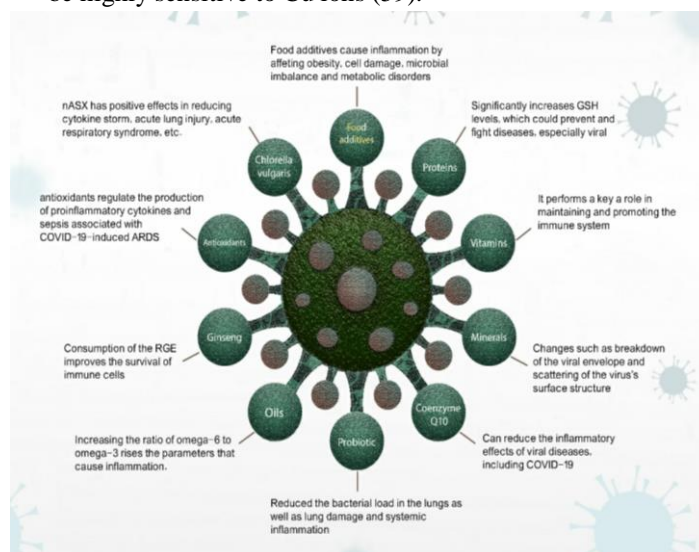 be highly sensitive to Cu ions (39).
Food additives cause inflammation by
affeting obesity, cell damage, microbial
imbalance and metabolic disorders
nASX has positive effects in reducing
cytokine storm, acute lung injury, acute
respiratory syndrome, etc.
Significantly increases GSH
levels, which could prevent and
fight diseases, especially viral
Food
additives
Chlorella
vulgaris
Proteins
antioxidants regulate the production
of proinflammatory cytokines and
sepsis associated with
COVID-19-induced ARDS
It performs a key a role in
maintaining and promoting the
immune system
Antioxidants
Vitamins
Consumption of the RGE
improves the survival of
immune cells
Ginseng
Minerals
Changes such as breakdown
of the viral envelope and
scattering of the virus's
surface structure
Oils
Coenzyme
Q10
Probiotic
Increasing the ratio of omega-6 to
omega-3 rises the parameters that
cause inflammation.
Can reduce the inflammatory
effects of viral diseases,
including COVID-19
Reduced the bacterial load in the lungs as
well as lung damage and systemic
inflammation